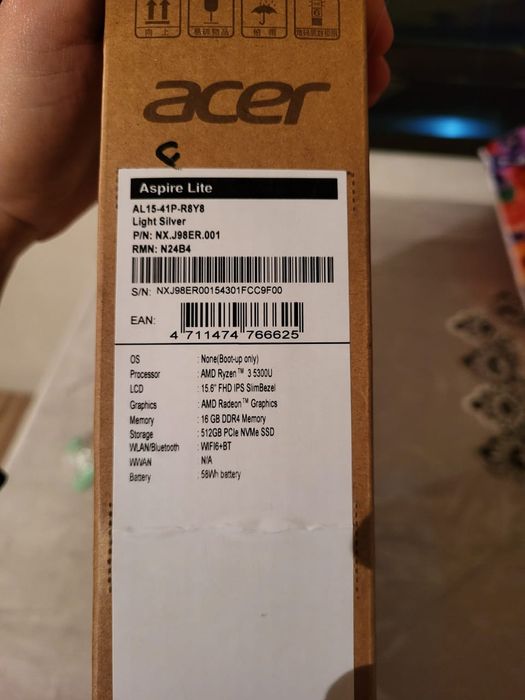 向上
易碎物品
怕雨
acer
Aspire Lite
AL15-41P-R8Y8
Light Silver
P/N: NX.J98ER.001
RMN: N24B4
S/N: NXJ98ER00154301FCC9F00
EAN:
4 711474 766625
OS : None(Boot-up only)
Processor : AMD Ryzen™ 3 5300U
LCD : 15.6" FHD IPS SlimBezel
Graphics : AMD Radeon™ Graphics
Memory : 16 GB DDR4 Memory
Storage : 512GB PCIe NVMe SSD
WLAN/Bluetooth : WIFI6+BT
WWAN N/A
Battery : 58Wh battery